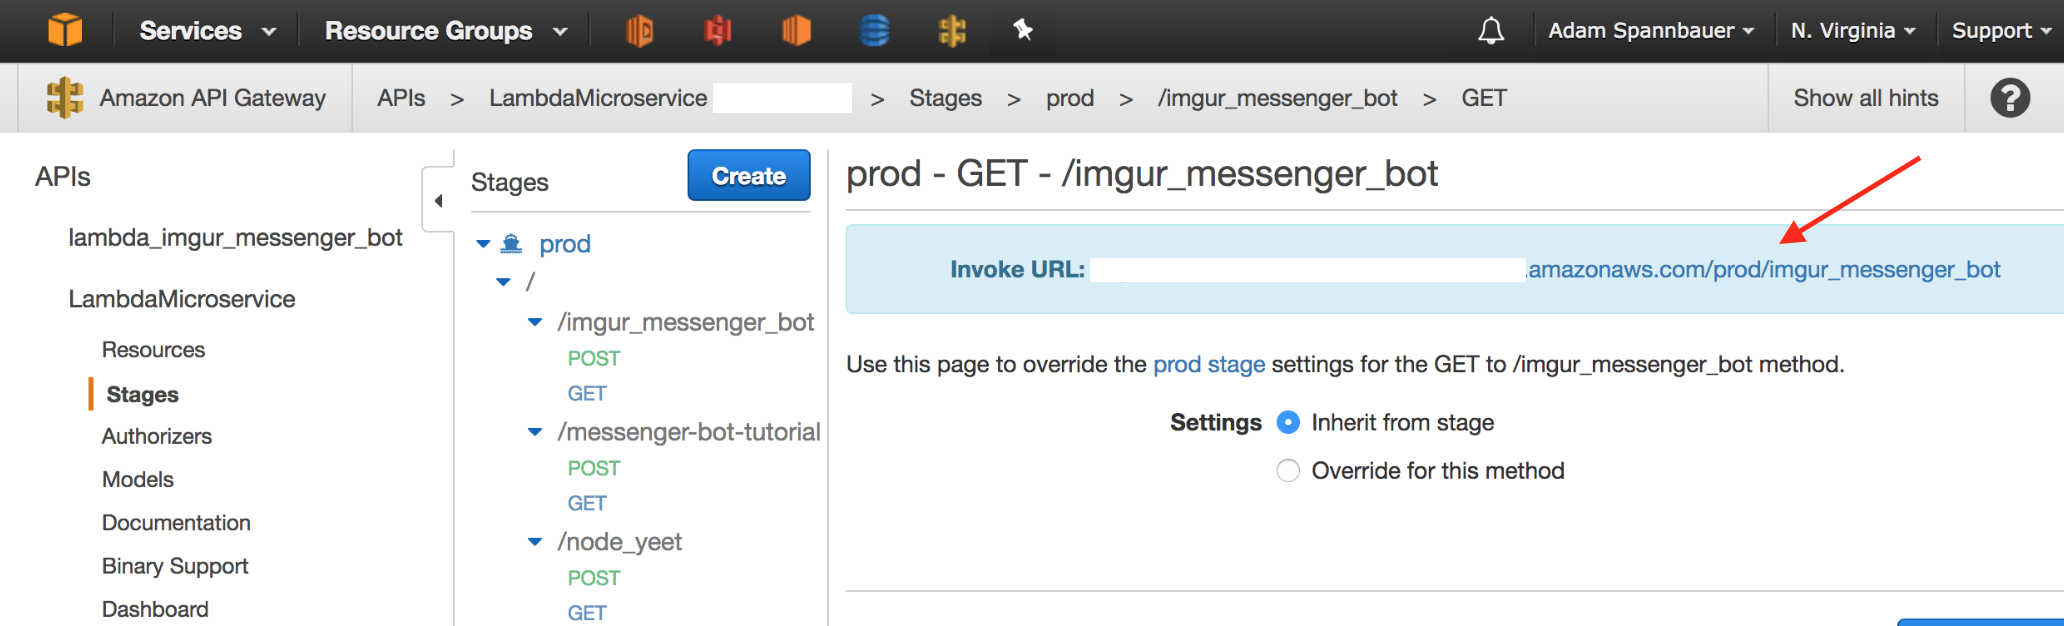 Services Resource Groups Adam Spannbauer N. Virginia Support
Amazon API Gateway APIs > LambdaMicroservice > Stages > prod > /imgur_messenger_bot > GET Show all hints ?
APIs
lambda_imgur_messenger_bot
LambdaMicroservice
Resources
Stages
Authorizers
Models
Documentation
Binary Support
Dashboard
Stages Create
prod
/
/imgur_messenger_bot
POST
GET
/messenger-bot-tutorial
POST
GET
/node_yeet
POST
GET
prod - GET - /imgur_messenger_bot
Invoke URL: .amazonaws.com/prod/imgur_messenger_bot
Use this page to override the prod stage settings for the GET to /imgur_messenger_bot method.
Settings Inherit from stage
Override for this method